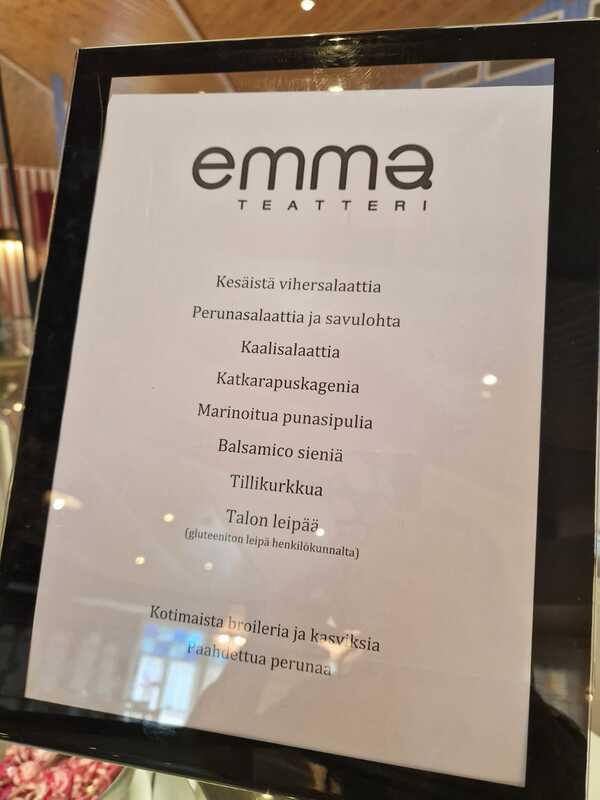 emma
TEATTERI
Kesäistä vihersalaattia
Perunasalaattia ja savulohta
Kaalisalaattia
Katkarapuskagenia
Marinoitua punasipulia
Balsamico sieniä
Tillikurkkua
Talon leipää
(gluteeniton leipä henkilökunnalta)
Kotimaista broileria ja kasviksia
Paahdettua perunaa